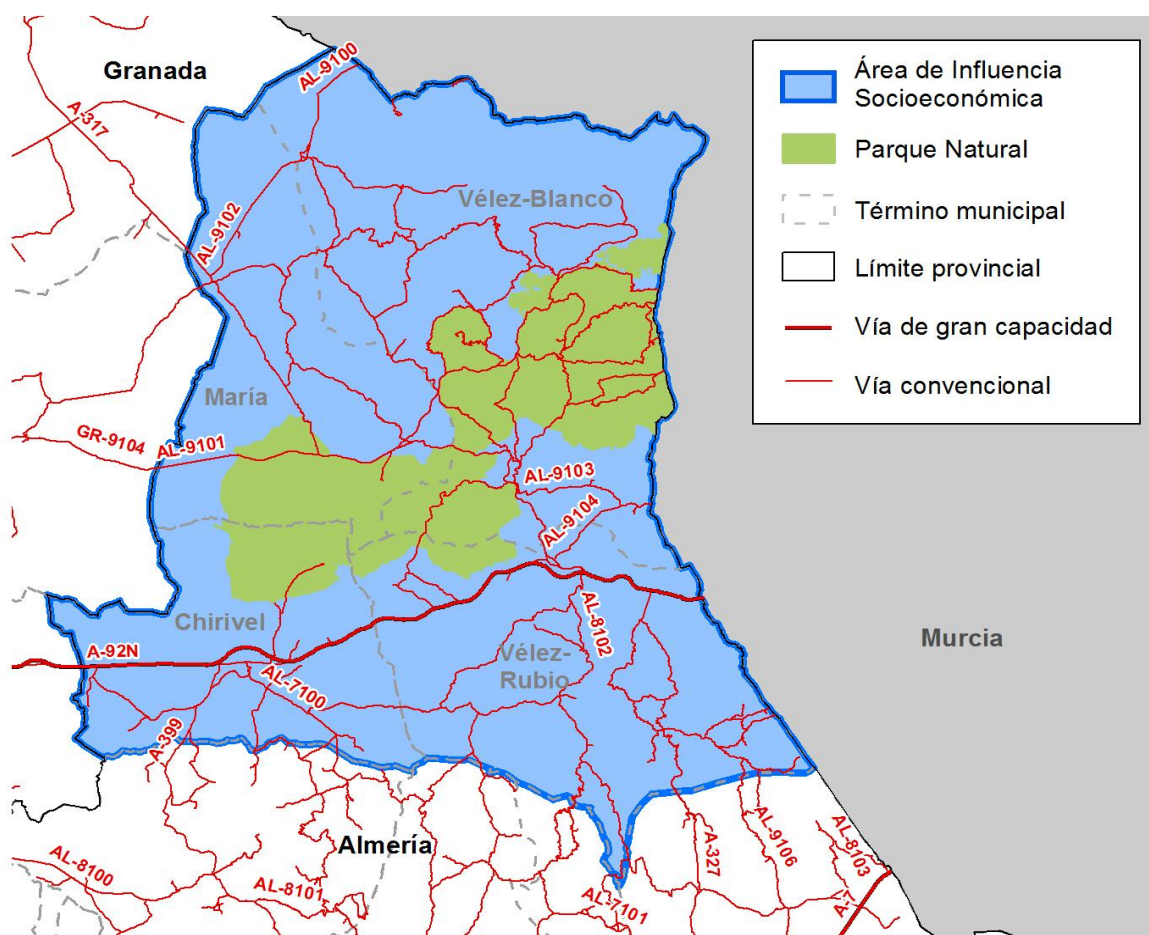 Granada
AL-9100
A-317
AL-9102
Vélez-Blanco
María
GR-9104
AL-9101
AL-9103
AL-9104
Chirivel
A-92N
AL-8102
Vélez-
Rubio
AL-7100
A-399
Murcia
Almería
AL-8100
AL-8101
AL-7101
A-327
AL-9106
AL-8103
A-7
Área de Influencia
Socioeconómica
Parque Natural
Término municipal
Límite provincial
Vía de gran capacidad
Vía convencional